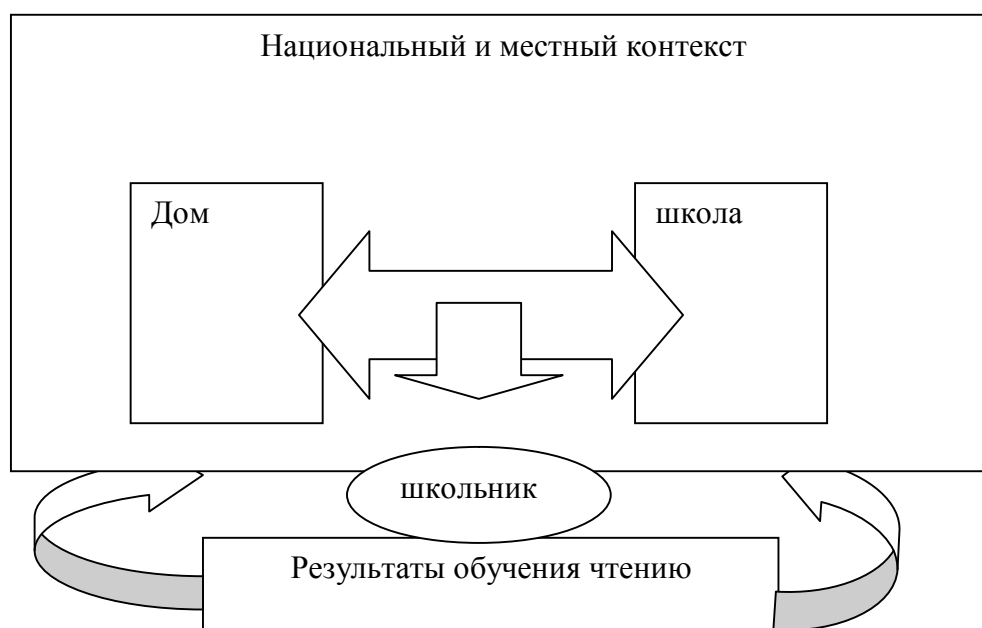 Национальный и местный контекст
Дом
школа
школьник
Результаты обучения чтению